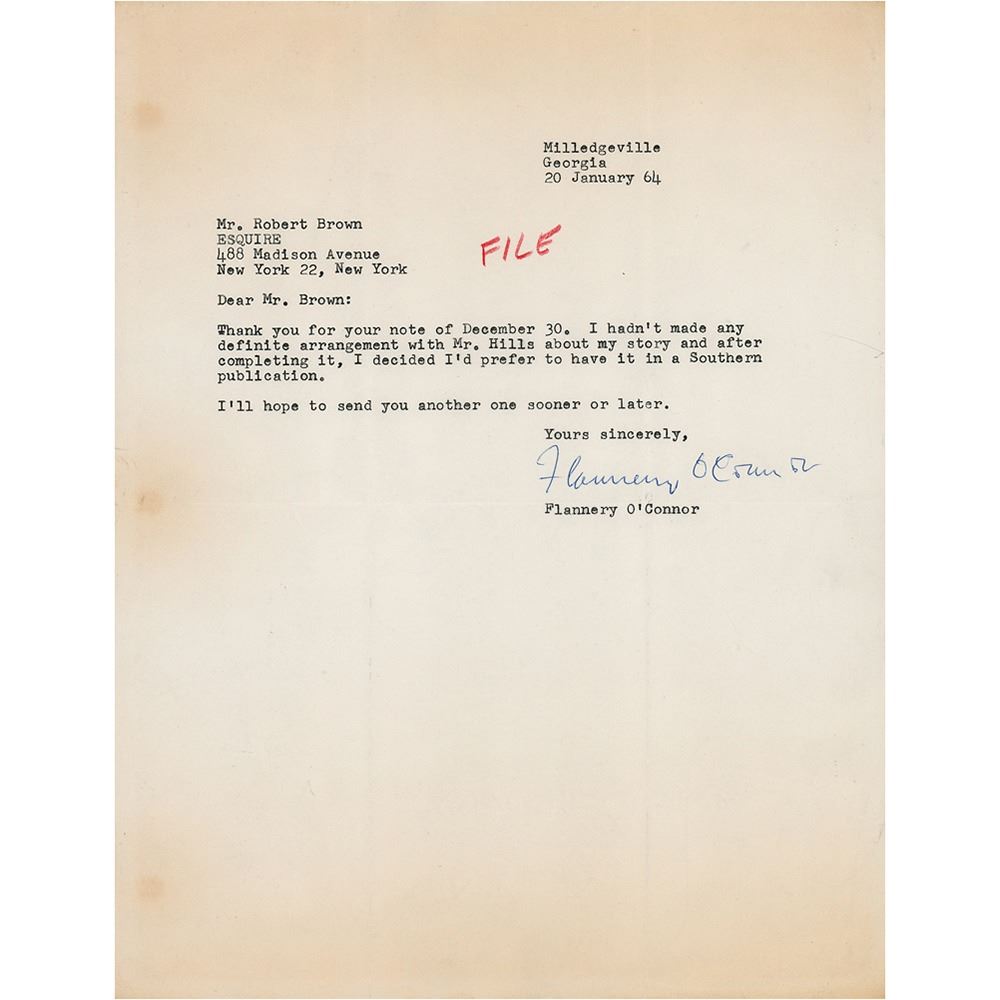 Milledgeville
Georgia
20 January 64
Mr. Robert Brown
ESQUIRE
488 Madison Avenue
New York 22, New York
FILE
Dear Mr. Brown:
Thank you for your note of December 30. I hadn't made any
definite arrangement with Mr. Hills about my story and after
completing it, I decided I'd prefer to have it in a Southern
publication.
I'll hope to send you another one sooner or later.
Yours sincerely,
Flannery O'Connor
Flannery O'Connor